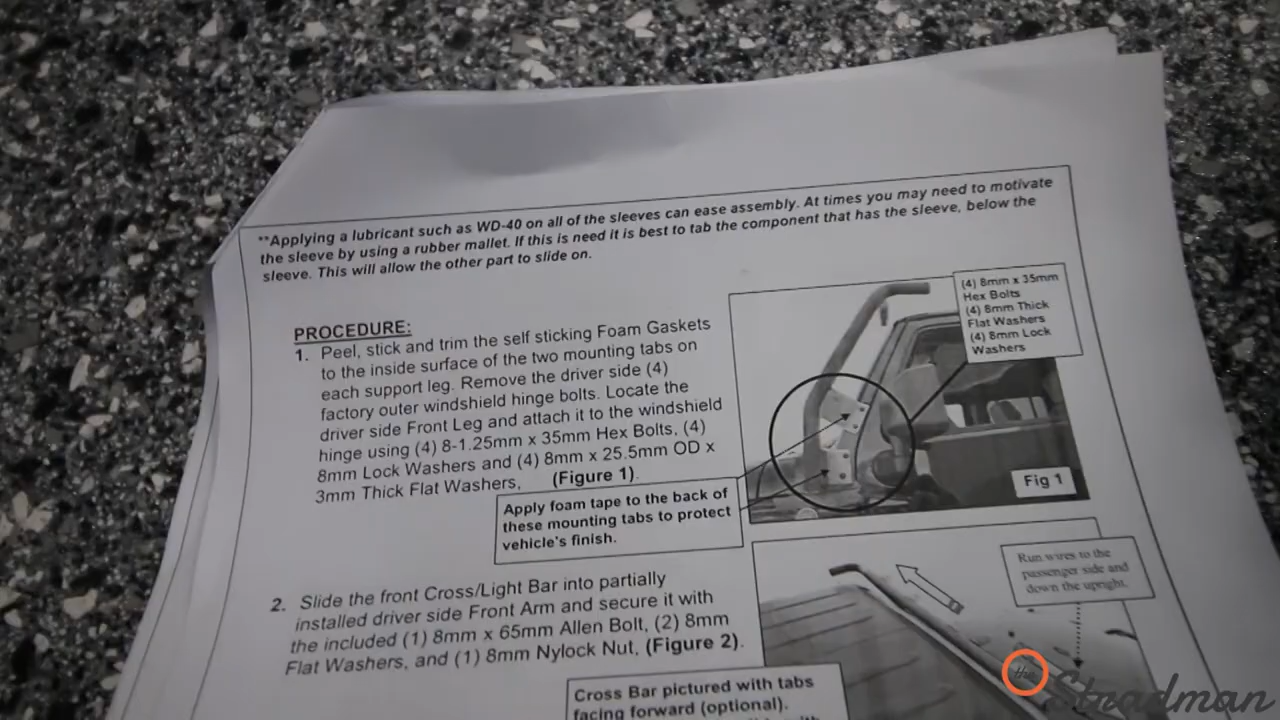 **Applying a lubricant such as WD-40 on all of the sleeves can ease assembly. At times you may need to motivate
the sleeve by using a rubber mallet. If this is need it is best to tab the component that has the sleeve, below the
sleeve. This will allow the other part to slide on.
PROCEDURE:
1. Peel, stick and trim the self sticking Foam Gaskets
to the inside surface of the two mounting tabs on
each support leg. Remove the driver side (4)
factory outer windshield hinge bolts. Locate the
driver side Front Leg and attach it to the windshield
hinge using (4) 8-1.25mm x 35mm Hex Bolts, (4)
8mm Lock Washers and (4) 8mm x 25.5mm OD x
3mm Thick Flat Washers, (Figure 1).
(4) 8mm x 35mm
Hex Bolts
(4) 8mm Thick
Flat Washers
(4) 8mm Lock
Washers
Fig 1
Apply foam tape to the back of
these mounting tabs to protect
vehicle's finish.
2. Slide the front Cross/Light Bar into partially
installed driver side Front Arm and secure it with
the included (1) 8mm x 65mm Allen Bolt, (2) 8mm
Flat Washers, and (1) 8mm Nylock Nut, (Figure 2).
Run wires to the
passenger side and
down the upright.
Cross Bar pictured with tabs
facing forward (optional).
the Stradman